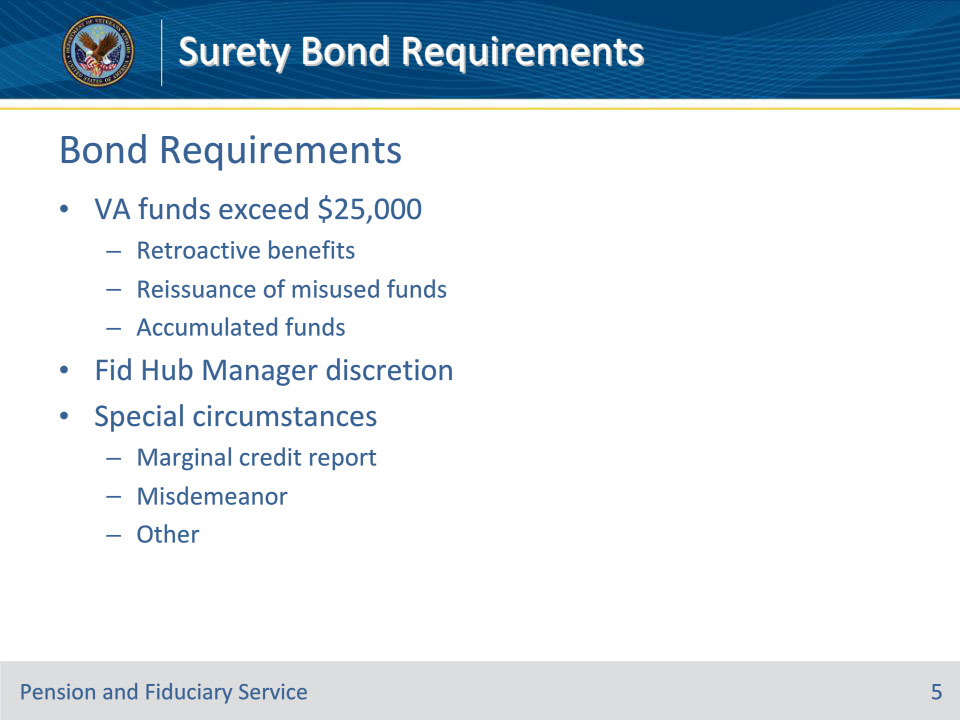 Surety Bond Requirements
Bond Requirements
• VA funds exceed $25,000
– Retroactive benefits
– Reissuance of misused funds
– Accumulated funds
• Fid Hub Manager discretion
• Special circumstances
– Marginal credit report
– Misdemeanor
– Other
Pension and Fiduciary Service
5